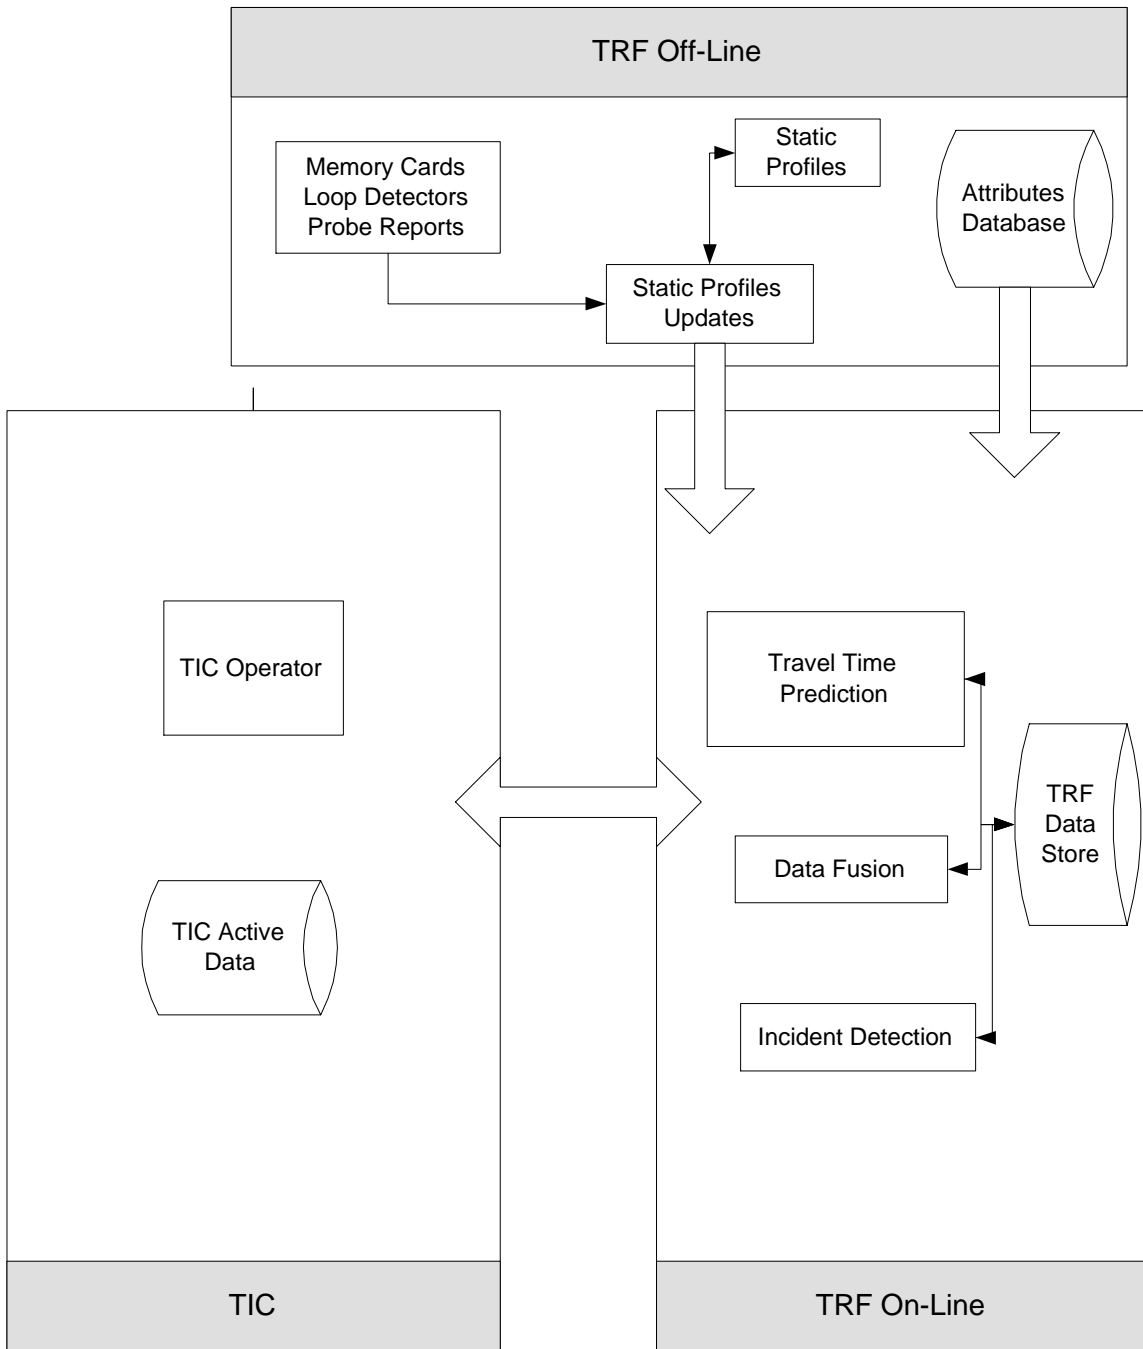 TRF Off-Line
Memory Cards
Loop Detectors
Probe Reports
Static
Profiles
Attributes
Database
Static Profiles
Updates
TIC Operator
TIC Active
Data
Travel Time
Prediction
Data Fusion
Incident Detection
TRF
Data
Store
TIC
TRF On-Line